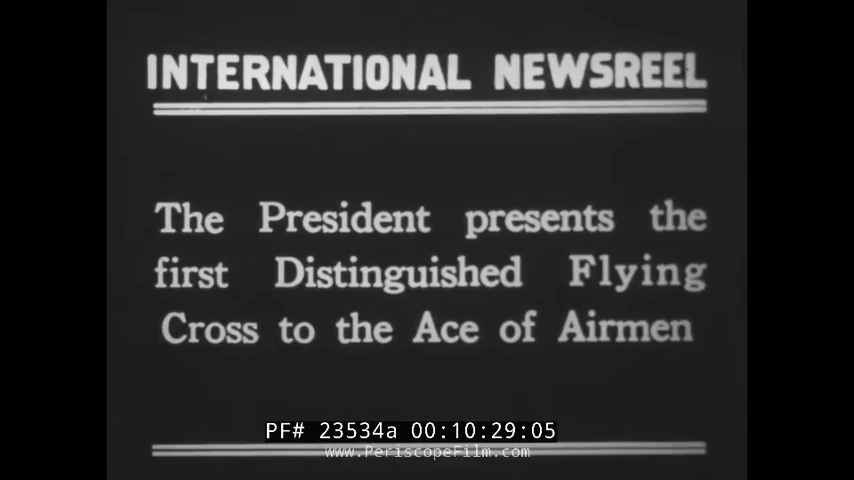 INTERNATIONAL NEWSREEL
The President presents the
first Distinguished Flying
Cross to the Ace of Airmen
PF# 23534a 00:10:29:05
www.PeriscopeFilm.com